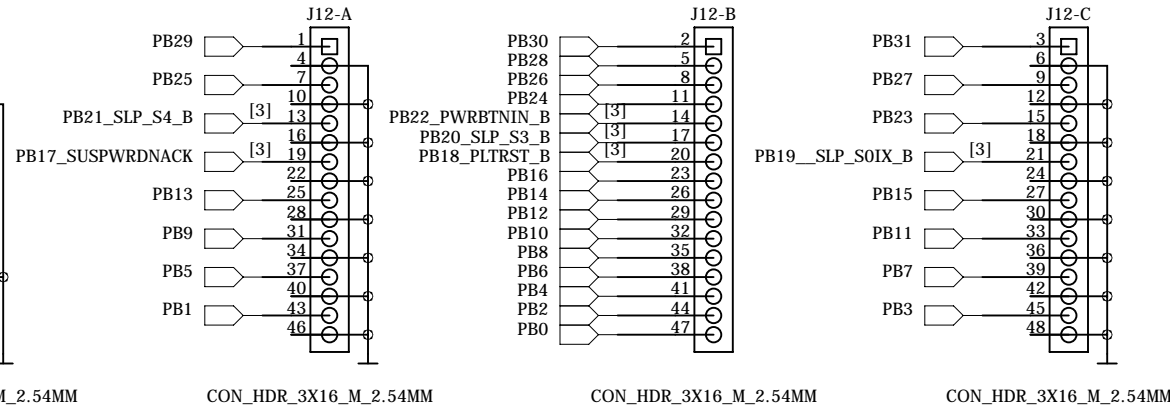 J12-A J12-B J12-C
PB29 1 PB30 2 PB31 3
4 PB28 5 6
PB25 7 PB26 8 PB27 9
10 PB24 11 12
PB21_SLP_S4_B [3] 13 PB22_PWRBTNIN_B [3] 14 PB23 15
16 PB20_SLP_S3_B [3] 17 18
PB17_SUSPWRDNACK [3] 19 PB18_PLTRST_B [3] 20 PB19__SLP_S0IX_B [3] 21
22 PB16 23 24
PB13 25 PB14 26 PB15 27
28 PB12 29 30
PB9 31 PB10 32 PB11 33
34 PB8 35 36
PB5 37 PB6 38 PB7 39
40 PB4 41 42
PB1 43 PB2 44 PB3 45
46 PB0 47 48
M_2.54MM CON_HDR_3X16_M_2.54MM CON_HDR_3X16_M_2.54MM CON_HDR_3X16_M_2.54MM